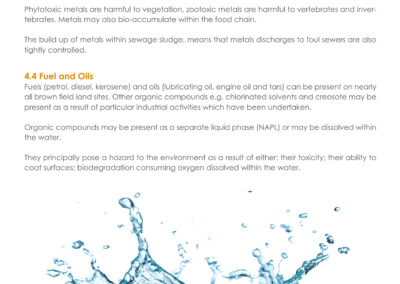 Phytotoxic metals are harmful to vegetation, zootoxic metals are harmful to vertebrates and inver-
tebrates. Metals may also bio-accumulate within the food chain.
The build up of metals within sewage sludge, means that metals discharges to foul sewers are also
tightly controlled.
4.4 Fuel and Oils
Fuels (petrol, diesel, kerosene) and oils (lubricating oil, engine oil and tars) can be present on nearly
all brown field land sites. Other organic compounds e.g. chlorinated solvents and creosote may be
present as a result of particular industrial activities which have been undertaken.
Organic compounds may be present as a separate liquid phase (NAPL) or may be dissolved within
the water.
They principally pose a hazard to the environment as a result of either: their toxicity; their ability to
coat surfaces; biodegradation consuming oxygen dissolved within the water.